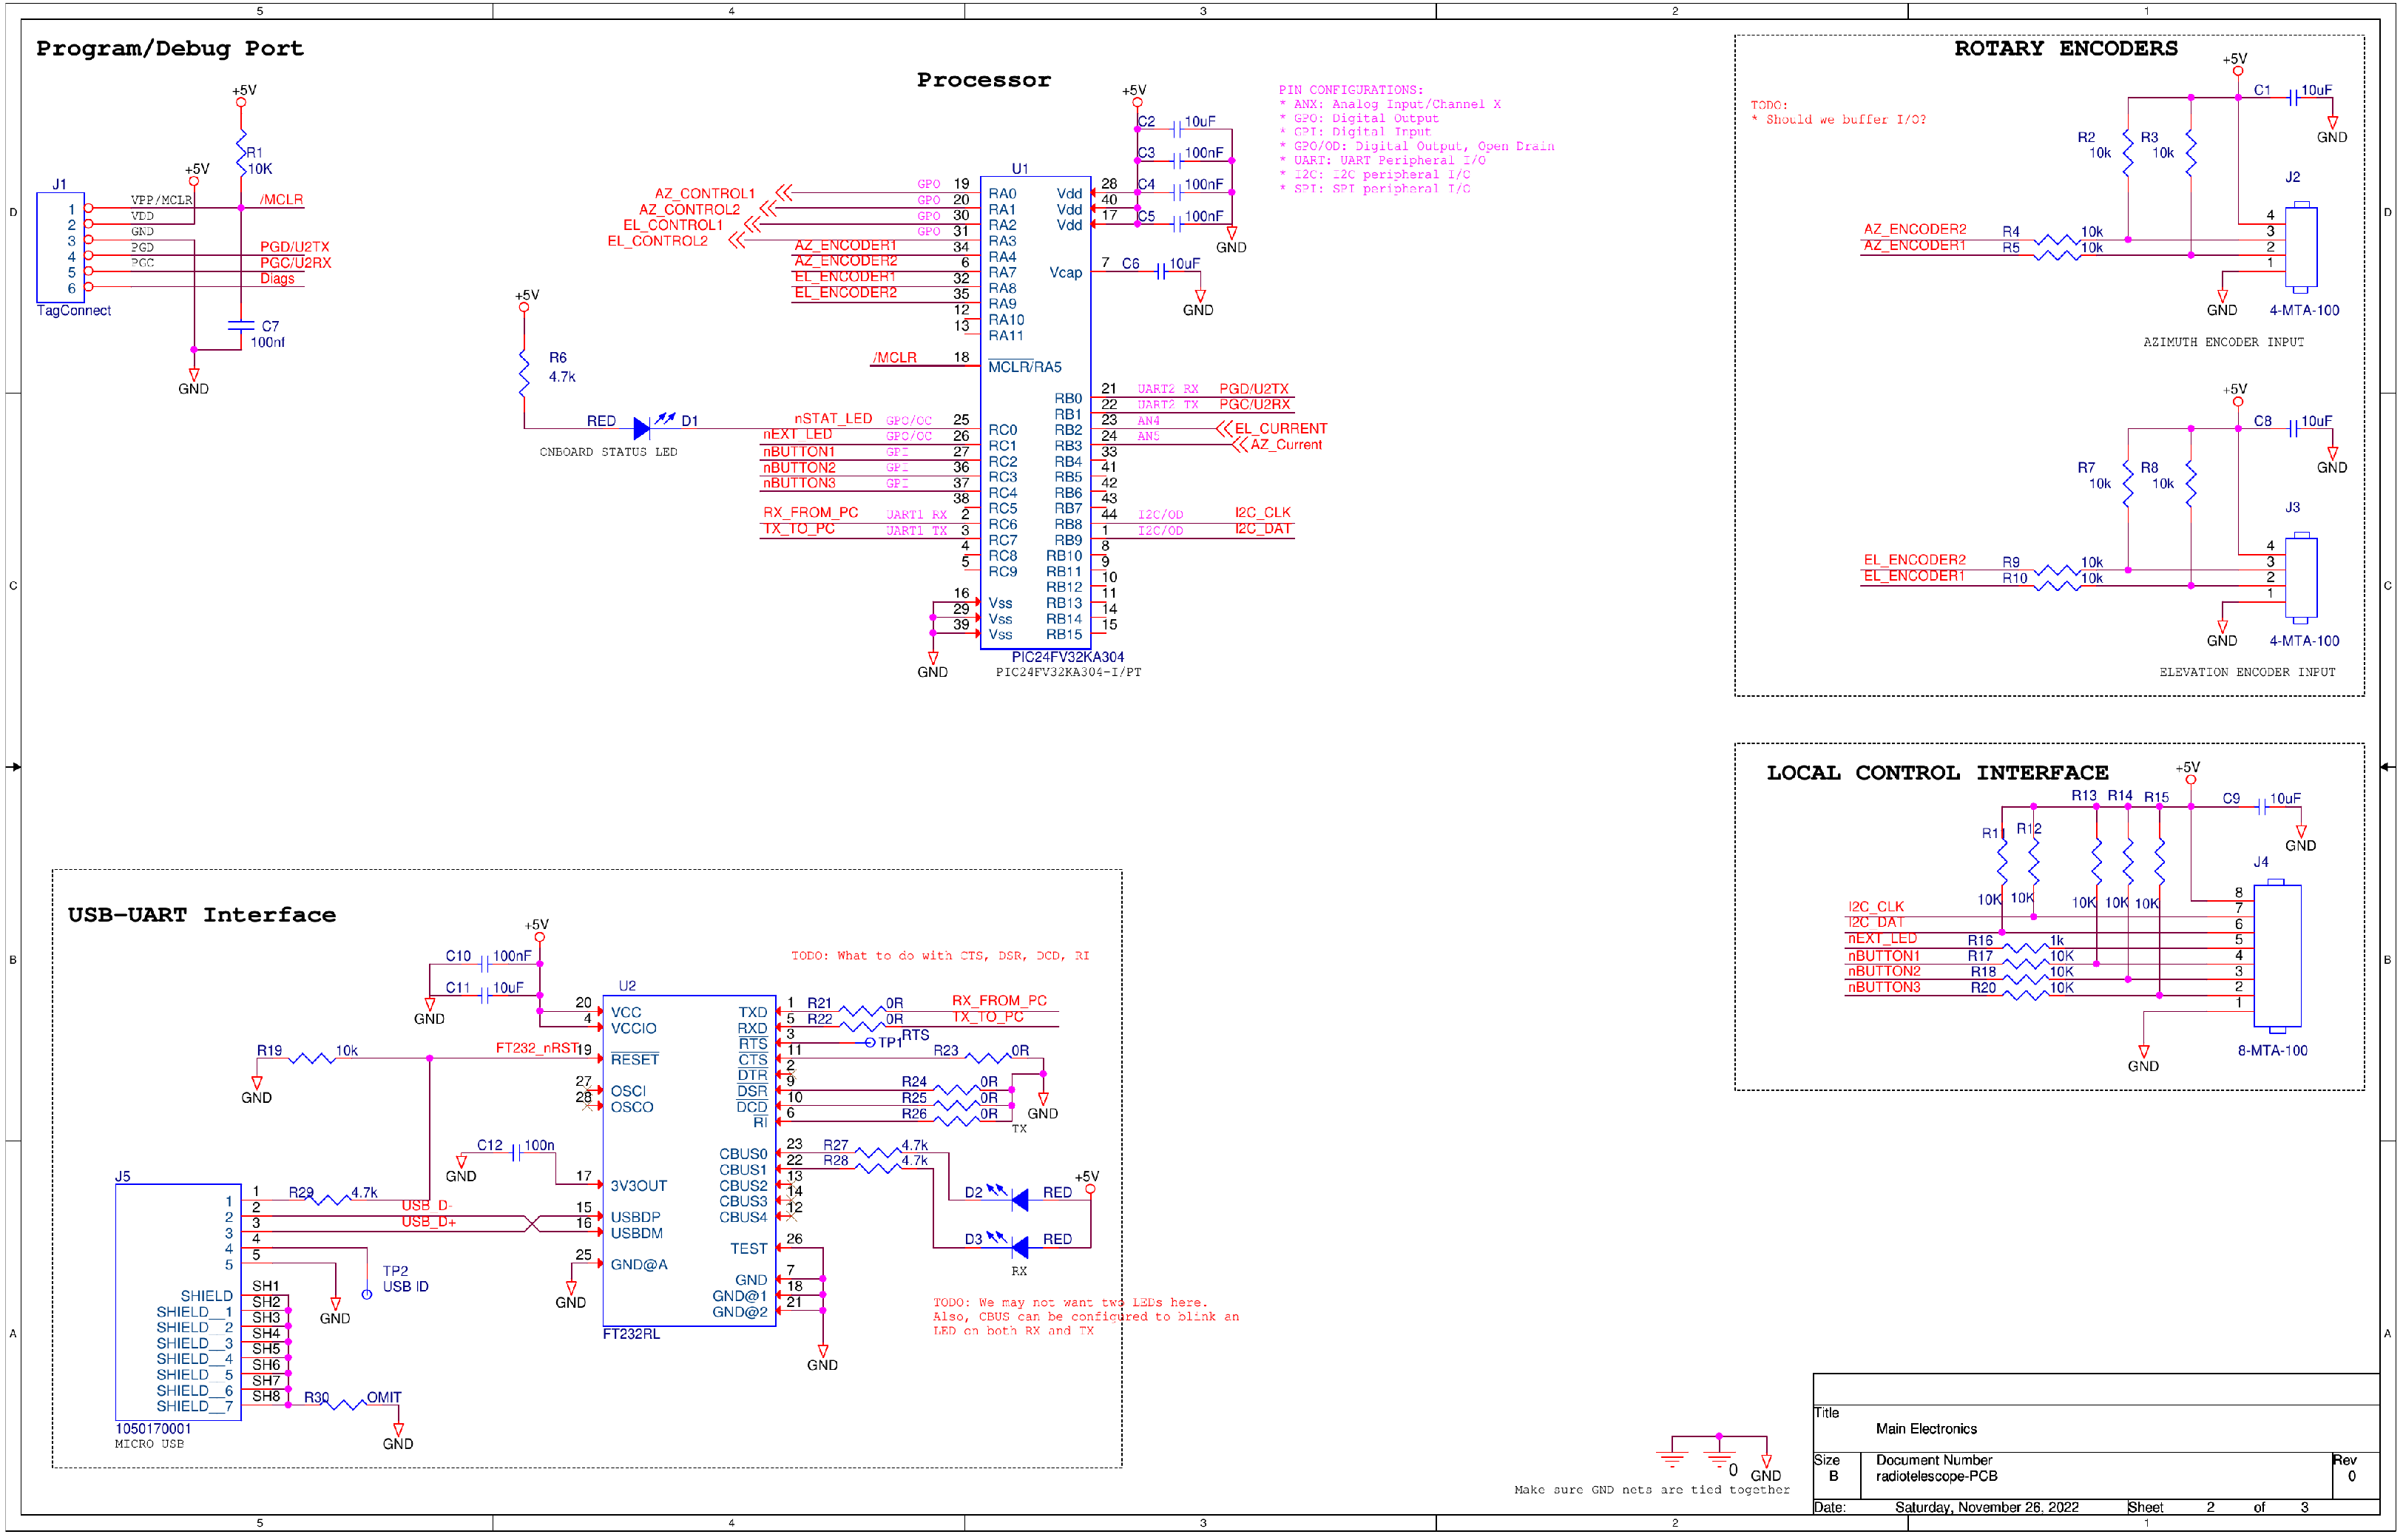 5 4 3 2 1
Program/Debug Port
+5V
R1
10K
+5V
J1
1 VPP/MCLR /MCLR
2 VDD
3 GND
4 PGD PGD/U2TX
5 PGC PGC/U2RX
6 Diags
TagConnect
C7
100nf
GND
Processor
+5V
C2 10uF
C3 100nF
C4 100nF
C5 100nF
GND
C6 10uF
GND
PIN CONFIGURATIONS:
* ANX: Analog Input/Channel X
* GPO: Digital Output
* GPI: Digital Input
* GPO/OD: Digital Output, Open Drain
* UART: UART Peripheral I/O
* I2C: I2C peripheral I/O
* SPI: SPI peripheral I/O
U1
AZ_CONTROL1 GPO 19 RA0
AZ_CONTROL2 GPO 20 RA1
EL_CONTROL1 GPO 30 RA2
EL_CONTROL2 GPO 31 RA3
AZ_ENCODER1 34 RA4
AZ_ENCODER2 6 RA7
EL_ENCODER1 32 RA8
EL_ENCODER2 35 RA9
12 RA10
13 RA11
/MCLR 18 MCLR/RA5
nSTAT_LED GPO/OC 25 RC0
nEXT_LED GPO/OC 26 RC1
nBUTTON1 GPI 27 RC2
nBUTTON2 GPI 36 RC3
nBUTTON3 GPI 37 RC4
38 RC5
RX_FROM_PC UART1 RX 2 RC6
TX_TO_PC UART1 TX 3 RC7
4 RC8
5 RC9
16 Vss
29 Vss
39 Vss
GND
Vdd 28
Vdd 40
Vdd 17
Vcap 7
RB0 21 UART2 RX PGD/U2TX
RB1 22 UART2 TX PGC/U2RX
RB2 23 AN4 EL_CURRENT
RB3 24 AN5 AZ_Current
RB4 33
RB5 41
RB6 42
RB7 43
RB8 44 I2C/OD I2C_CLK
RB9 1 I2C/OD I2C_DAT
RB10 8
RB11 9
RB12 10
RB13 11
RB14 14
RB15 15
PIC24FV32KA304
PIC24FV32KA304-I/PT
+5V
R6
4.7k
RED D1
ONBOARD STATUS LED
ROTARY ENCODERS
TODO:
* Should we buffer I/O?
+5V
C1 10uF
GND
R2 R3
10k 10k
J2
AZ_ENCODER2 R4 10k
AZ_ENCODER1 R5 10k
4
3
2
1
GND
4-MTA-100
AZIMUTH ENCODER INPUT
+5V
C8 10uF
GND
R7 R8
10k 10k
J3
EL_ENCODER2 R9 10k
EL_ENCODER1 R10 10k
4
3
2
1
GND
4-MTA-100
ELEVATION ENCODER INPUT
LOCAL CONTROL INTERFACE
+5V
R13 R14 R15 C9 10uF
R11 R12
GND
J4
10K 10K 10K 10K 10K
I2C_CLK
I2C_DAT
nEXT_LED R16 1k
nBUTTON1 R17 10K
nBUTTON2 R18 10K
nBUTTON3 R20 10K
8
7
6
5
4
3
2
1
GND
8-MTA-100
USB-UART Interface
+5V
C10 100nF
C11 10uF
GND
TODO: What to do with CTS, DSR, DCD, RI
U2
20 VCC
4 VCCIO
FT232_nRST 19 RESET
R19 10k
GND
27 OSCI
28 OSCO
C12 100n
GND
17 3V3OUT
15 USBDP
16 USBDM
25 GND@A
GND
TXD 1 R21 0R RX_FROM_PC
RXD 5 R22 0R TX_TO_PC
RTS 3 TP1 RTS
CTS 11 R23 0R
DTR 2
DSR 9 R24 0R
DCD 10 R25 0R
RI 6 R26 0R
GND
TX
CBUS0 23 R27 4.7k
CBUS1 22 R28 4.7k
CBUS2 13
CBUS3 14
CBUS4 12
+5V
D2 RED
D3 RED
RX
TEST 26
GND 7
GND@1 18
GND@2 21
GND
FT232RL
TODO: We may not want two LEDs here.
Also, CBUS can be configured to blink an
LED on both RX and TX
J5
1 1 R29 4.7k
2 2 USB_D-
3 3 USB_D+
4 4
5 5
TP2
USB ID
GND
SHIELD SH1
SHIELD__1 SH2
SHIELD__2 SH3
SHIELD__3 SH4
SHIELD__4 SH5
SHIELD__5 SH6
SHIELD__6 SH7
SHIELD__7 SH8
R30 OMIT
GND
1050170001
MICRO USB
0 GND
Make sure GND nets are tied together
Title
Main Electronics
Size Document Number Rev
B radiotelescope-PCB 0
Date: Saturday, November 26, 2022 Sheet 2 of 3
D D
C C
B B
A A
5 4 3 2 1